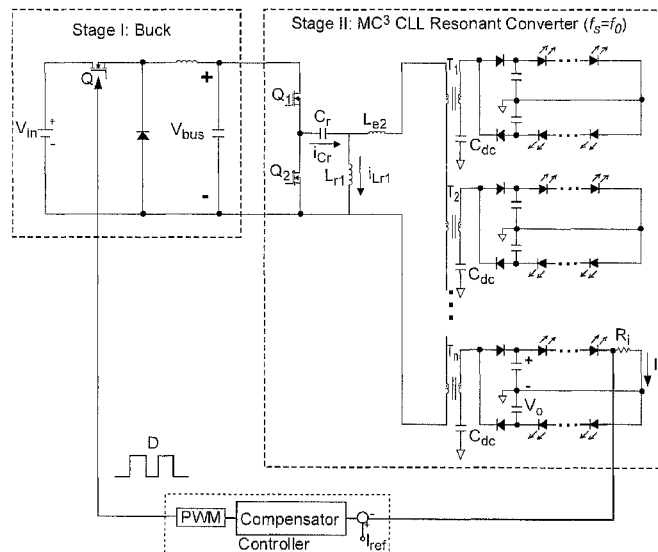 Stage I: Buck
Stage II: MC³ CLL Resonant Converter (fs=f0)
Q
Vin
+
-
+
Vbus
-
Q1
Q2
Cr
iCr
Le2
Lr1
iLr1
T1
Cdc
T2
Cdc
Tn
Cdc
+
-
Vo
Ri
I
D
PWM
Compensator
-
+
Iref
Controller